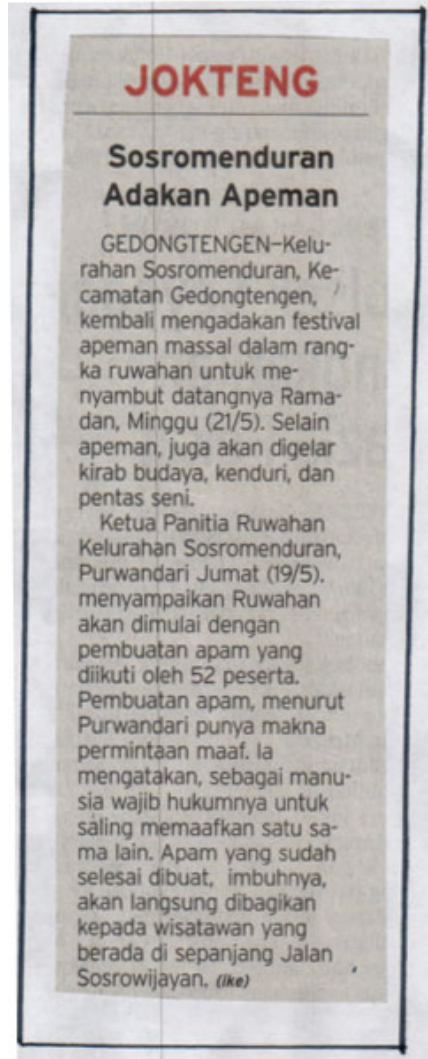 JOKTENG
Sosromenduran
Adakan Apeman
GEDONGTENGEN–Kelu-
rahan Sosromenduran, Ke-
camatan Gedongtengen,
kembali mengadakan festival
apeman massal dalam rang-
ka ruwahan untuk me-
nyambut datangnya Rama-
dan, Minggu (21/5). Selain
apeman, juga akan digelar
kirab budaya, kenduri, dan
pentas seni.
Ketua Panitia Ruwahan
Kelurahan Sosromenduran,
Purwandari Jumat (19/5).
menyampaikan Ruwahan
akan dimulai dengan
pembuatan apam yang
diikuti oleh 52 peserta.
Pembuatan apam, menurut
Purwandari punya makna
permintaan maaf. Ia
mengatakan, sebagai manu-
sia wajib hukumnya untuk
saling memaafkan satu sa-
ma lain. Apam yang sudah
selesai dibuat, imbuhnya,
akan langsung dibagikan
kepada wisatawan yang
berada di sepanjang Jalan
Sosrowijayan. (ike)